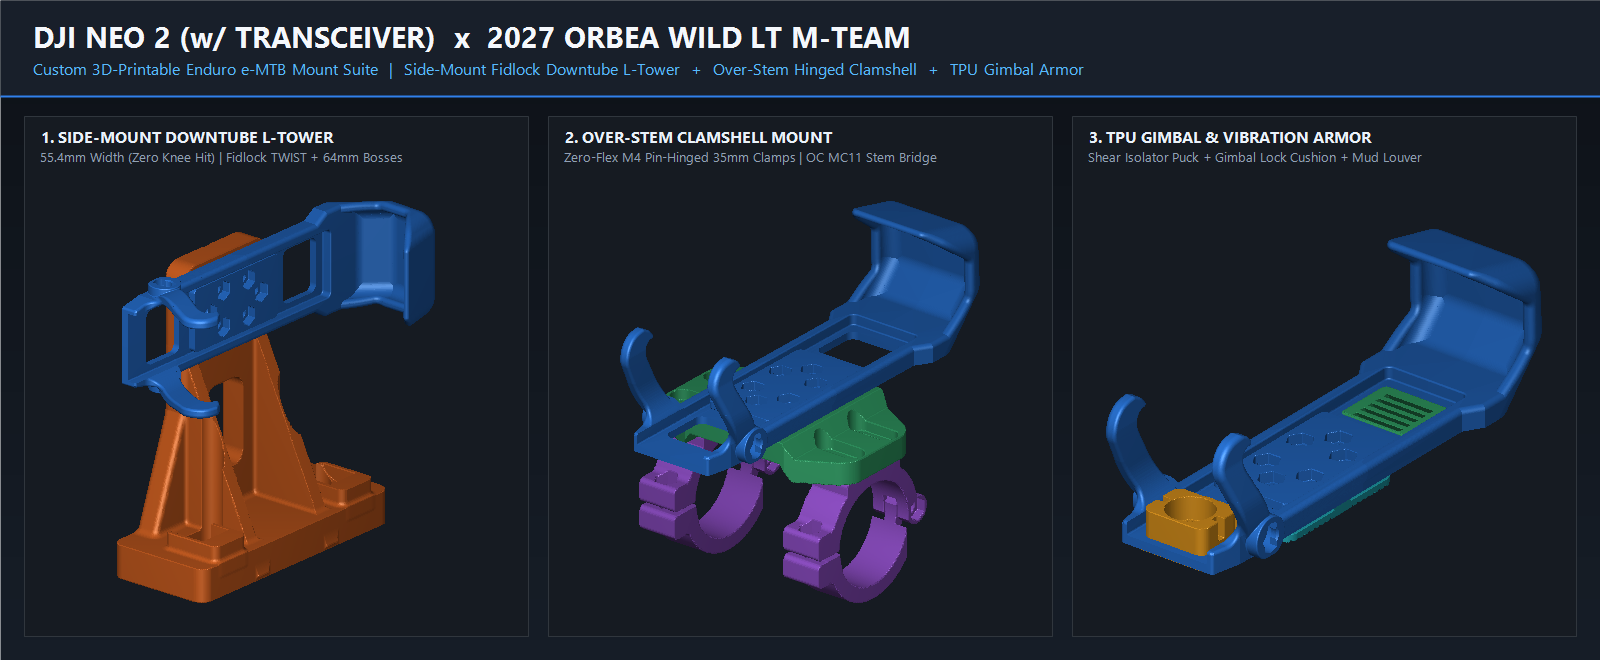 DJI NEO 2 (w/ TRANSCEIVER) x 2027 ORBEA WILD LT M-TEAM
Custom 3D-Printable Enduro e-MTB Mount Suite | Side-Mount Fidlock Downtube L-Tower + Over-Stem Hinged Clamshell + TPU Gimbal Armor
1. SIDE-MOUNT DOWNTUBE L-TOWER
55.4mm Width (Zero Knee Hit) | Fidlock TWIST + 64mm Bosses
2. OVER-STEM CLAMSHELL MOUNT
Zero-Flex M4 Pin-Hinged 35mm Clamps | OC MC11 Stem Bridge
3. TPU GIMBAL & VIBRATION ARMOR
Shear Isolator Puck + Gimbal Lock Cushion + Mud Louver